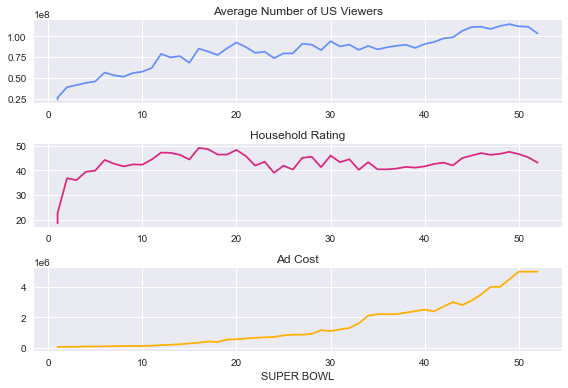 Average Number of US Viewers
1e8
1.00
0.75
0.50
0.25
0 10 20 30 40 50
Household Rating
50
40
30
20
0 10 20 30 40 50
Ad Cost
1e6
4
2
0
0 10 20 30 40 50
SUPER BOWL